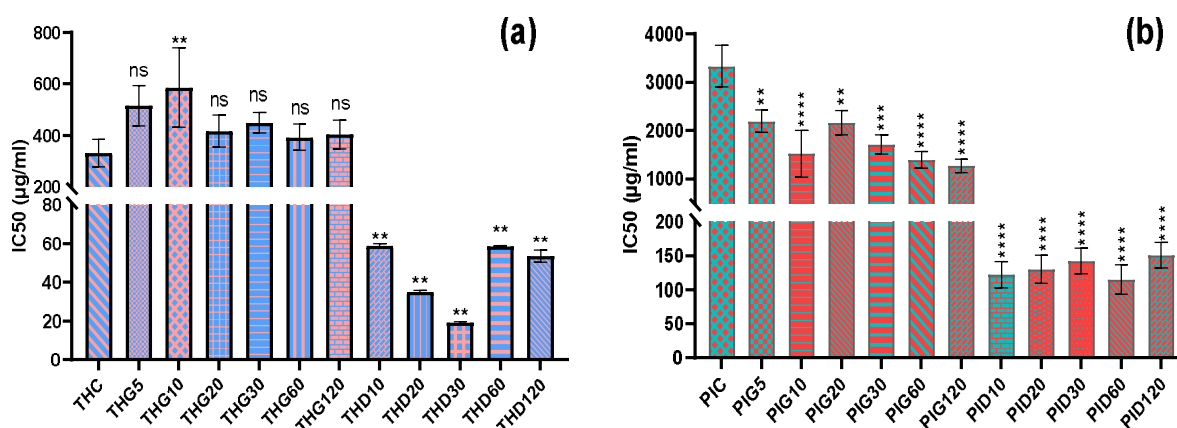 (a)
IC50 (µg/ml)
800
600
400
200
80
60
40
20
0
ns
**
ns
ns
ns
ns
**
**
**
**
**
THC
THG5
THG10
THG20
THG30
THG60
THG120
THD10
THD20
THD30
THD60
THD120
(b)
IC50 (µg/ml)
4000
3000
2000
1000
200
150
100
50
0
**
****
**
***
****
****
****
****
****
****
****
PIC
PIG5
PIG10
PIG20
PIG30
PIG60
PIG120
PID10
PID20
PID30
PID60
PID120